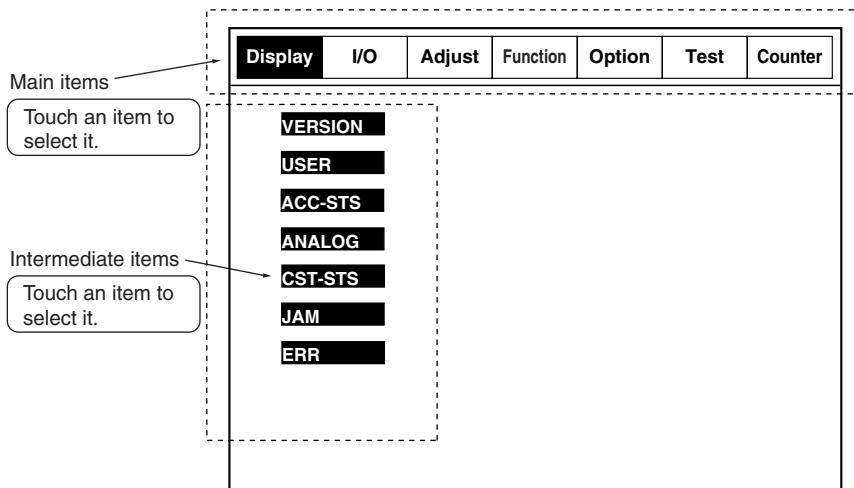 Display I/O Adjust Function Option Test Counter
Main items
Touch an item to
select it.
VERSION
USER
ACC-STS
ANALOG
Intermediate items
CST-STS
Touch an item to
select it.
JAM
ERR